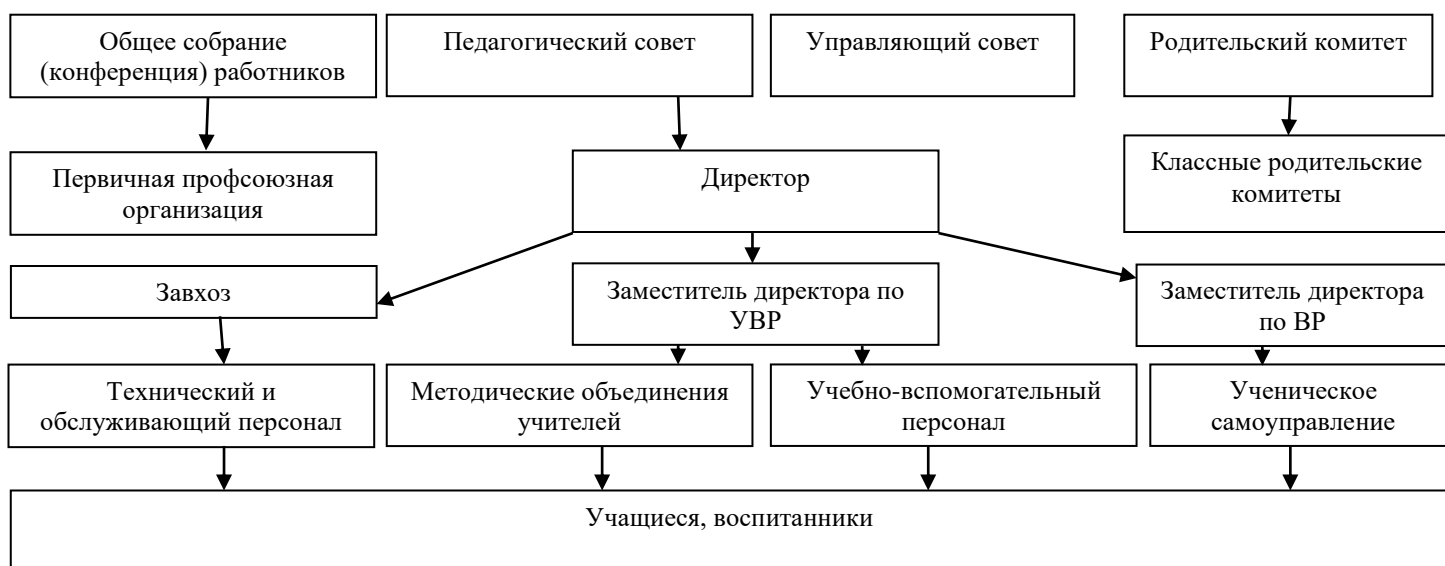 Общее собрание
(конференция) работников
Педагогический совет
Управляющий совет
Родительский комитет
Первичная профсоюзная
организация
Директор
Классные родительские
комитеты
Завхоз
Заместитель директора по
УВР
Заместитель директора
по ВР
Технический и
обслуживающий персонал
Методические объединения
учителей
Учебно-вспомогательный
персонал
Ученическое
самоуправление
Учащиеся, воспитанники